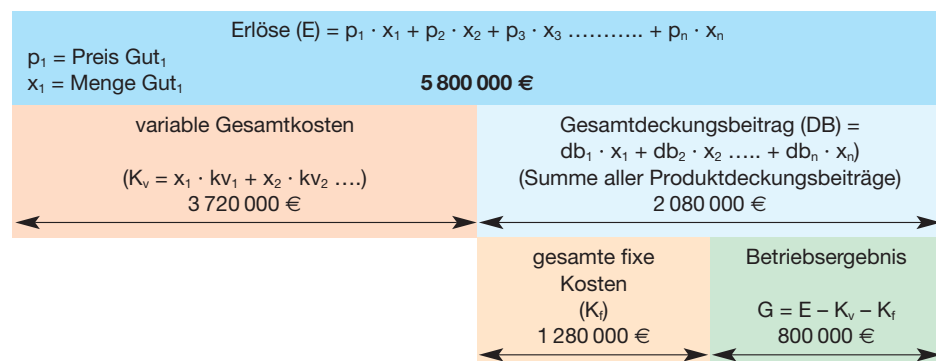 Erlöse (E) = p₁ · x₁ + p₂ · x₂ + p₃ · x₃ ……….. + pₙ · xₙ
p₁ = Preis Gut₁
x₁ = Menge Gut₁
5 800 000 €
variable Gesamtkosten
(Kᵥ = x₁ · kv₁ + x₂ · kv₂ ….)
3 720 000 €
Gesamtdeckungsbeitrag (DB) =
db₁ · x₁ + db₂ · x₂ ….. + dbₙ · xₙ)
(Summe aller Produktdeckungsbeiträge)
2 080 000 €
gesamte fixe
Kosten
(K_f)
1 280 000 €
Betriebsergebnis
G = E – Kᵥ – K_f
800 000 €